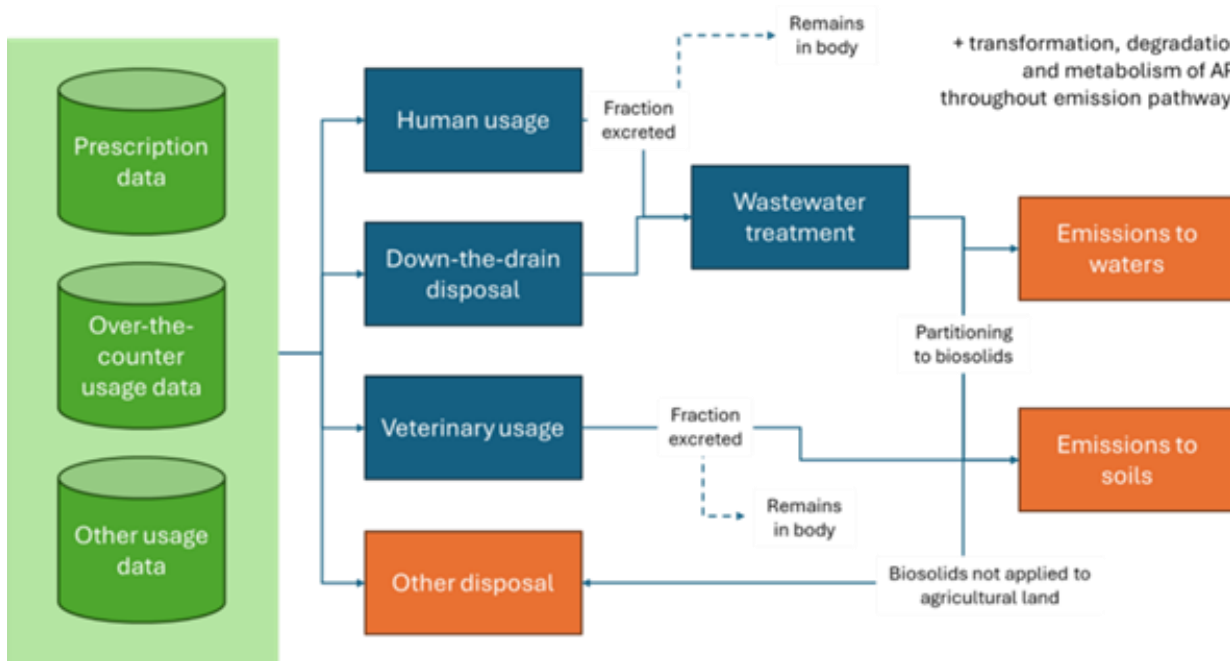 Remains
in body
+ transformation, degradatio
and metabolism of AP
throughout emission pathway
Prescription
data
Human usage
Fraction
excreted
Wastewater
treatment
Down-the-drain
disposal
Emissions to
waters
Over-the-
counter
usage data
Partitioning
to biosolids
Veterinary usage
Fraction
excreted
Emissions to
soils
Remains
in body
Other usage
data
Other disposal
Biosolids not applied to
agricultural land